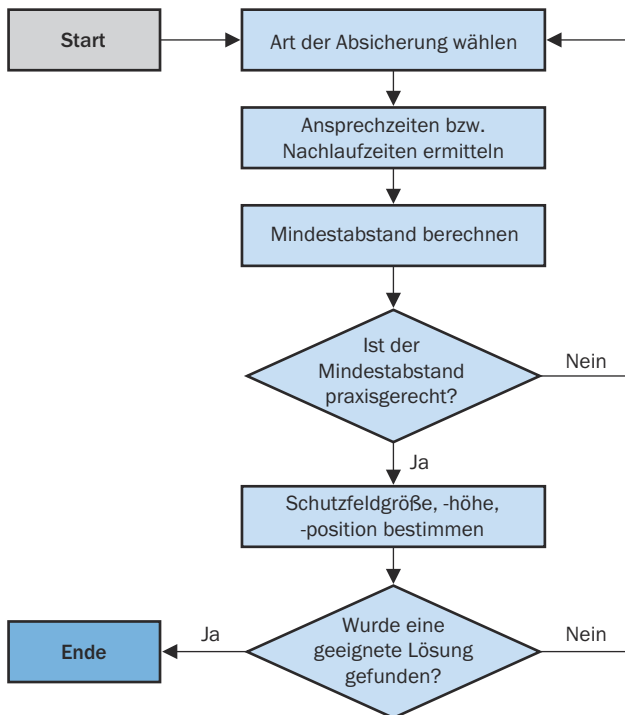 Start
Art der Absicherung wählen
Ansprechzeiten bzw.
Nachlaufzeiten ermitteln
Mindestabstand berechnen
Ist der
Mindestabstand
praxisgerecht?
Nein
Ja
Schutzfeldgröße, -höhe,
-position bestimmen
Wurde eine
geeignete Lösung
gefunden?
Nein
Ja
Ende